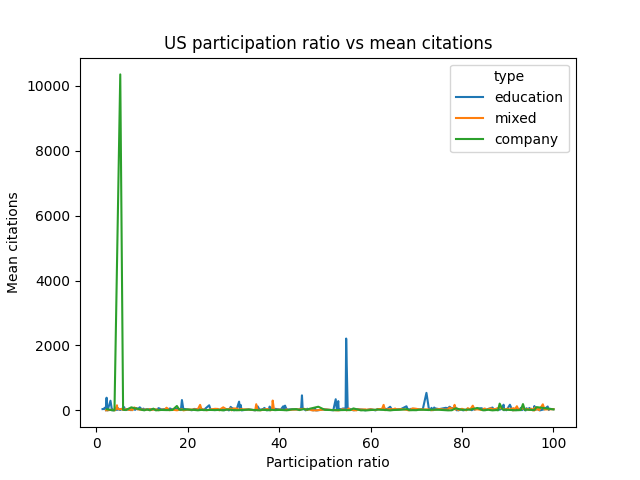 US participation ratio vs mean citations
type
education
mixed
company
Mean citations
10000
8000
6000
4000
2000
0
0 20 40 60 80 100
Participation ratio